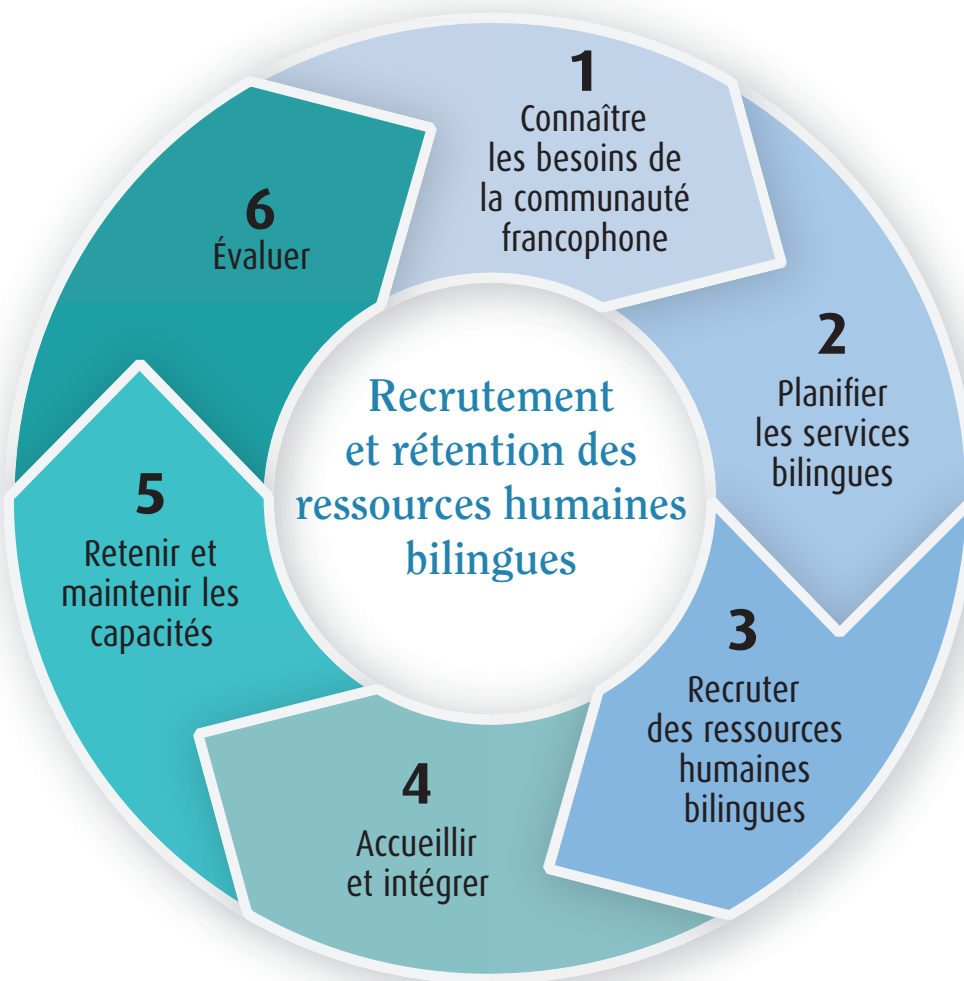 1
Connaître
les besoins de
la communauté
francophone
2
Planifier
les services
bilingues
3
Recruter
des ressources
humaines
bilingues
4
Accueillir
et intégrer
5
Retenir et
maintenir les
capacités
6
Évaluer
Recrutement
et rétention des
ressources humaines
bilingues